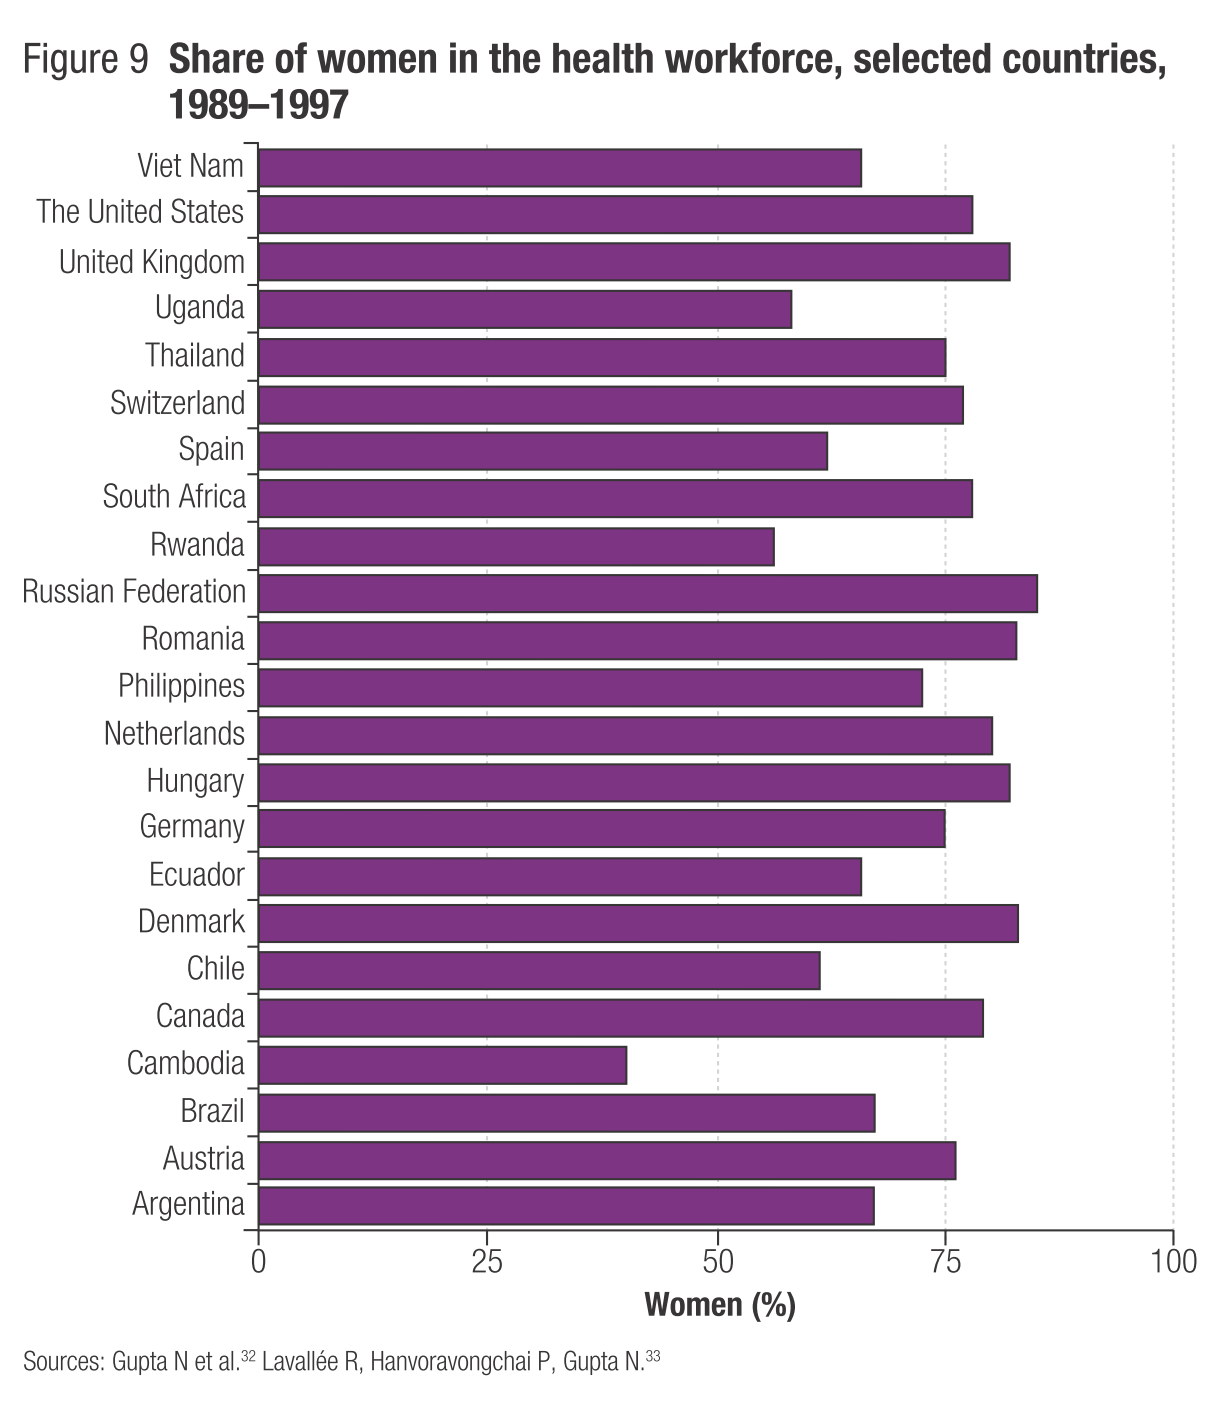 Figure 9 Share of women in the health workforce, selected countries,
1989–1997
Viet Nam
The United States
United Kingdom
Uganda
Thailand
Switzerland
Spain
South Africa
Rwanda
Russian Federation
Romania
Philippines
Netherlands
Hungary
Germany
Ecuador
Denmark
Chile
Canada
Cambodia
Brazil
Austria
Argentina
0 25 50 75 100
Women (%)
Sources: Gupta N et al.³² Lavallée R, Hanvoravongchai P, Gupta N.³³